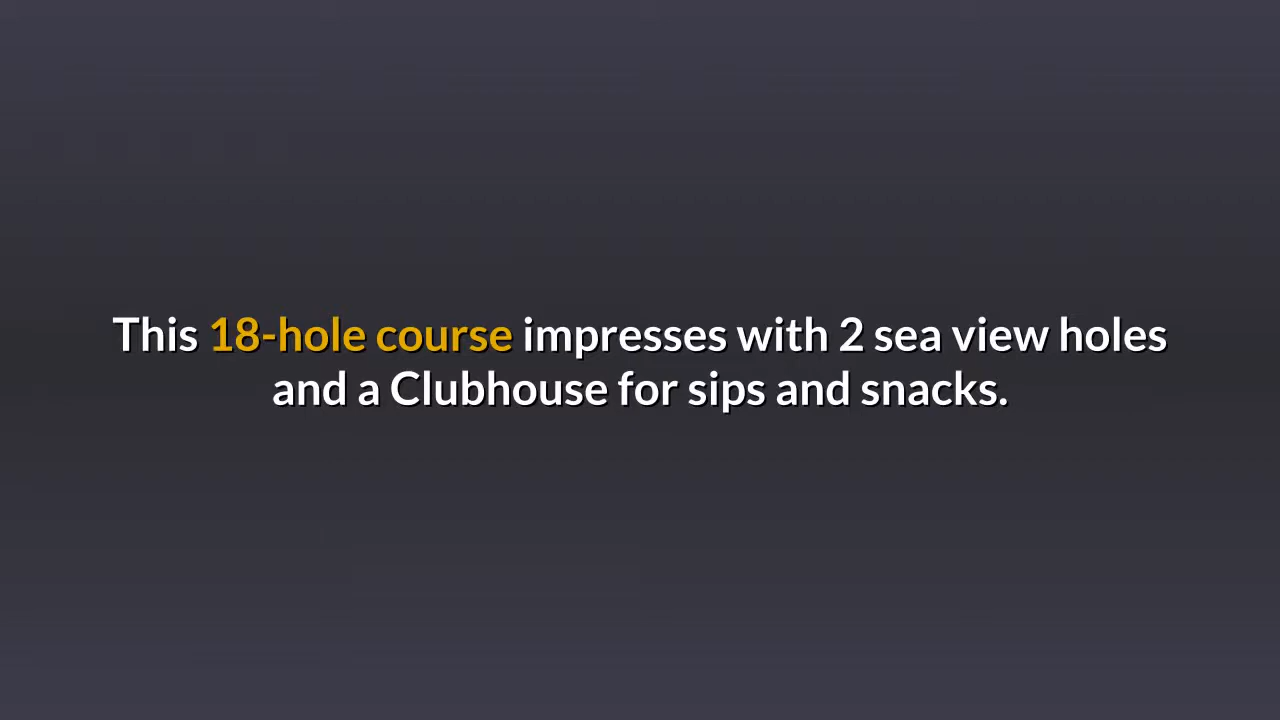 This 18-hole course impresses with 2 sea view holes
and a Clubhouse for sips and snacks.